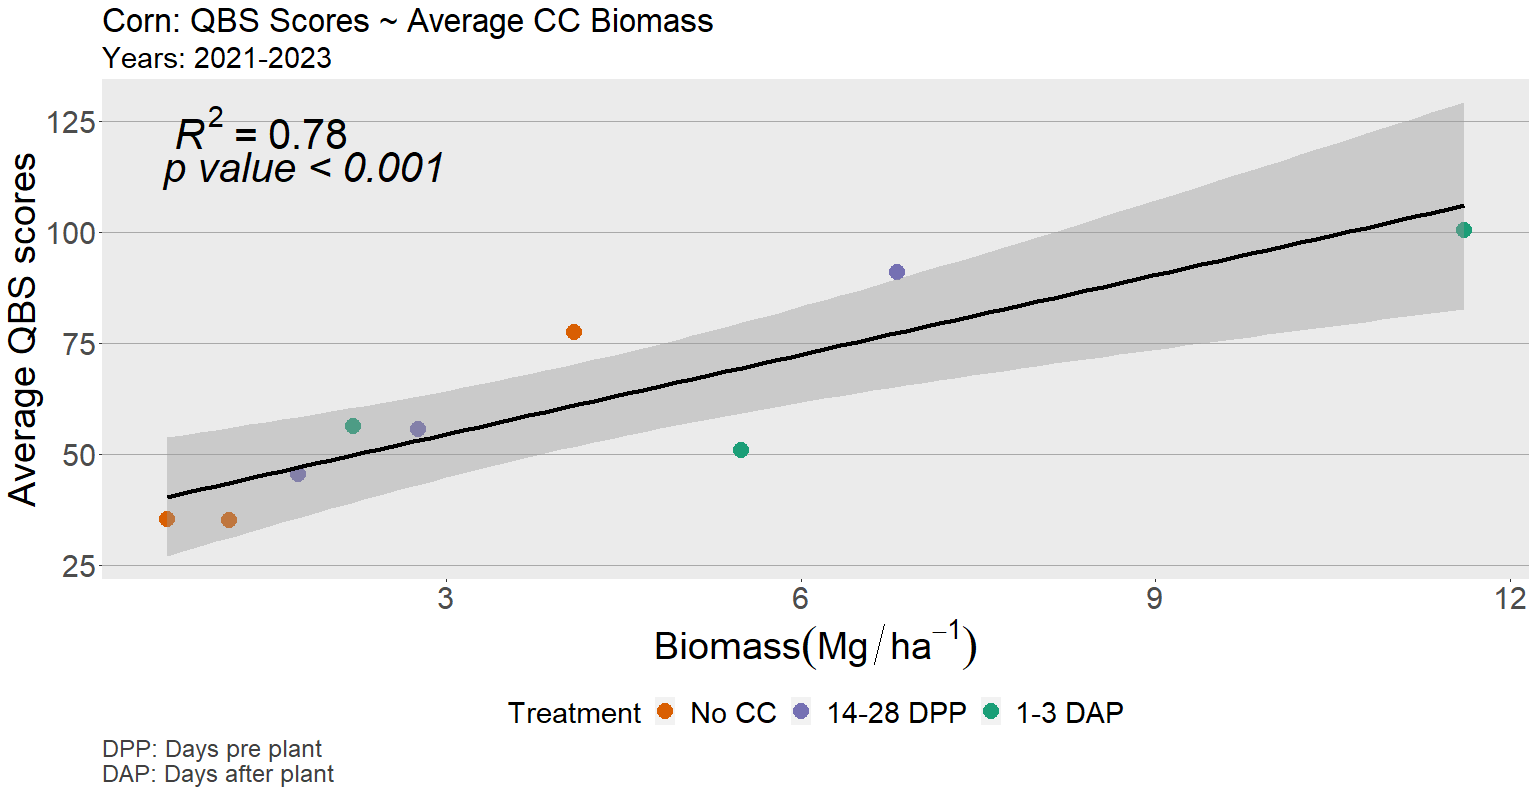 Corn: QBS Scores ~ Average CC Biomass
Years: 2021-2023
R² = 0.78
p value < 0.001
Average QBS scores
125
100
75
50
25
3 6 9 12
Biomass(Mg/ha⁻¹)
Treatment No CC 14-28 DPP 1-3 DAP
DPP: Days pre plant
DAP: Days after plant